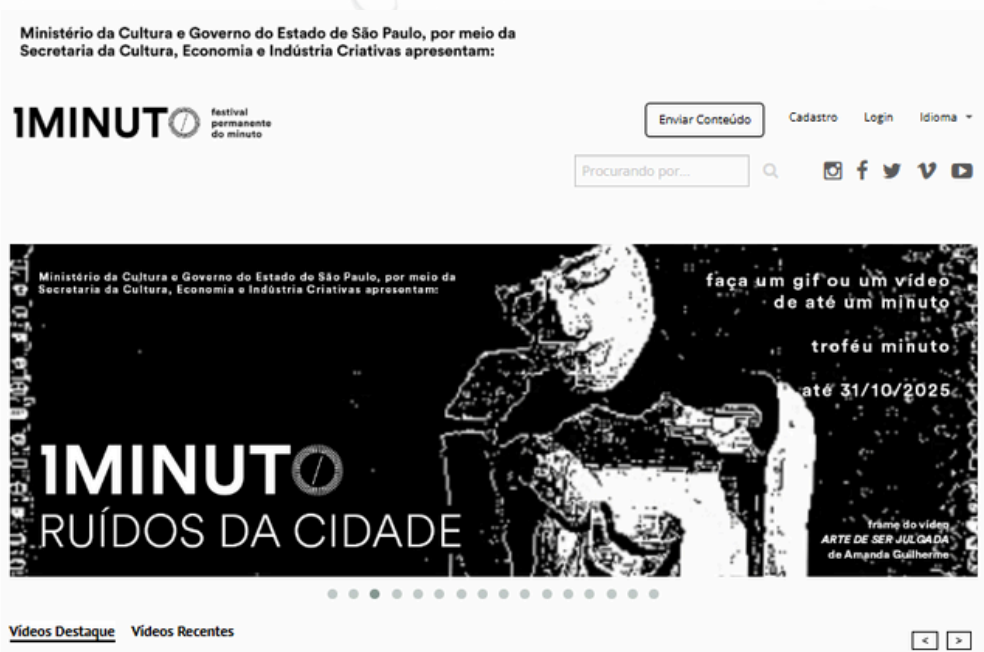 Ministério da Cultura e Governo do Estado de São Paulo, por meio da
Secretaria da Cultura, Economia e Indústria Criativas apresentam:
1MINUTO
festival
permanente
do minuto
Enviar Conteúdo
Cadastro
Login
Idioma
Procurando por...
Ministério da Cultura e Governo do Estado de São Paulo, por meio da
Secretaria da Cultura, Economia e Indústria Criativas apresentam:
faça um gif ou um vídeo
de até um minuto
troféu minuto
até 31/10/2025
1MINUTO
RUÍDOS DA CIDADE
frame do vídeo
ARTE DE SER JULGADA
de Amanda Guilherme
Vídeos Destaque
Vídeos Recentes
< >